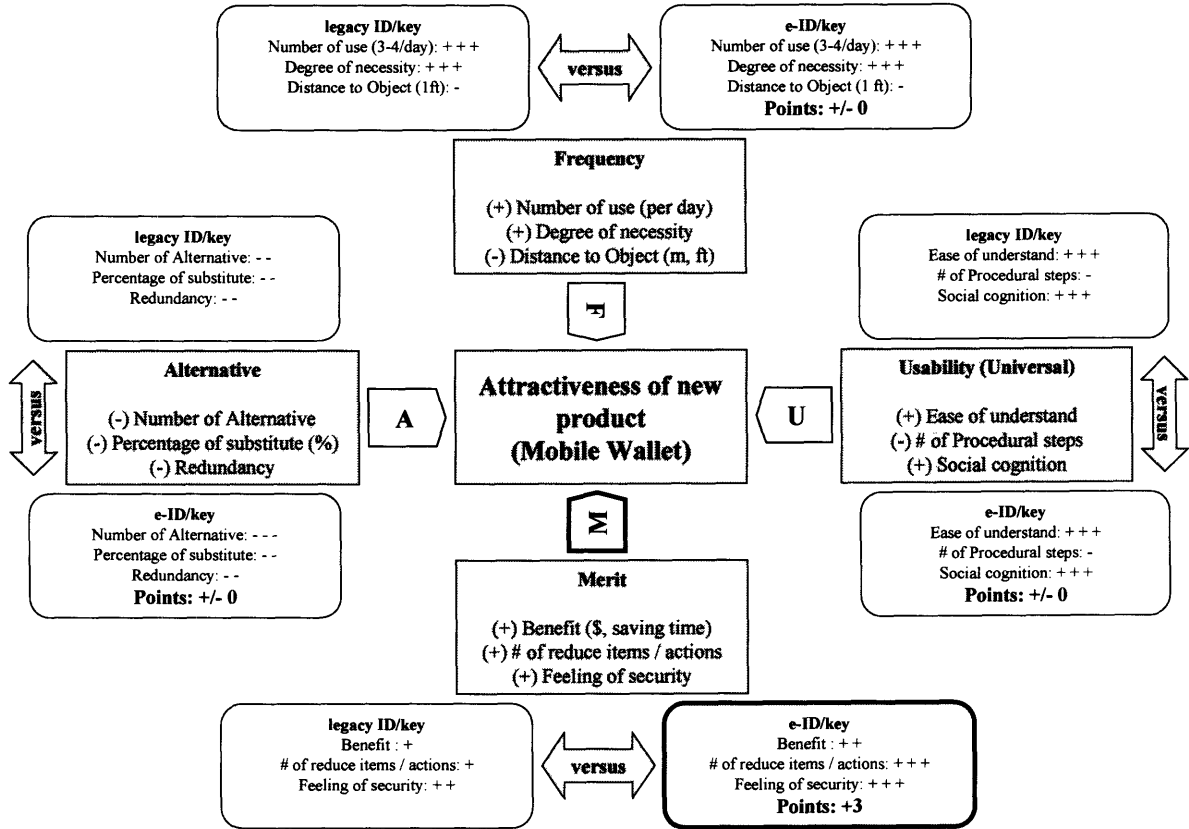 legacy ID/key
Number of use (3-4/day): + + +
Degree of necessity: + + +
Distance to Object (1ft): -
versus
e-ID/key
Number of use (3-4/day): + + +
Degree of necessity: + + +
Distance to Object (1 ft): -
Points: +/- 0
Frequency
(+) Number of use (per day)
(+) Degree of necessity
(-) Distance to Object (m, ft)
F
legacy ID/key
Number of Alternative: - -
Percentage of substitute: - -
Redundancy: - -
versus
Alternative
(-) Number of Alternative
(-) Percentage of substitute (%)
(-) Redundancy
A
e-ID/key
Number of Alternative: - - -
Percentage of substitute: - -
Redundancy: - -
Points: +/- 0
Attractiveness of new
product
(Mobile Wallet)
legacy ID/key
Ease of understand: + + +
# of Procedural steps: -
Social cognition: + + +
U
Usability (Universal)
(+) Ease of understand
(-) # of Procedural steps
(+) Social cognition
versus
e-ID/key
Ease of understand: + + +
# of Procedural steps: -
Social cognition: + + +
Points: +/- 0
M
Merit
(+) Benefit ($, saving time)
(+) # of reduce items / actions
(+) Feeling of security
legacy ID/key
Benefit : +
# of reduce items / actions: +
Feeling of security: + +
versus
e-ID/key
Benefit : + +
# of reduce items / actions: + + +
Feeling of security: + + +
Points: +3